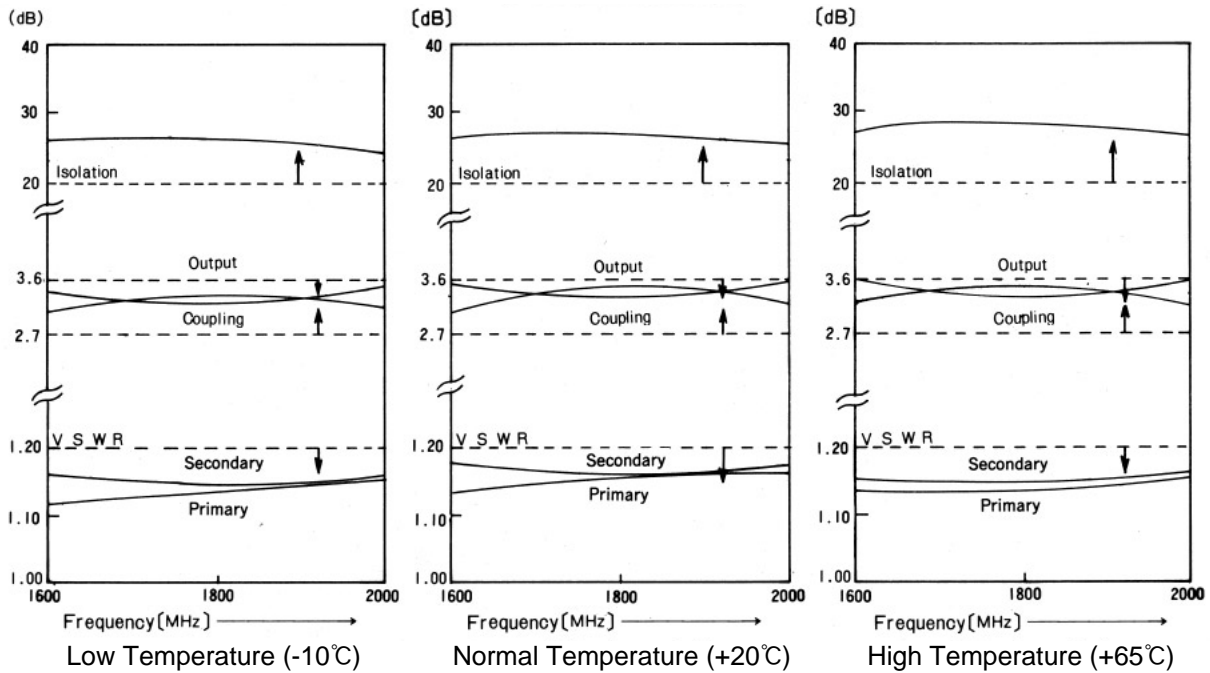 (dB)
40
30
Isolation
20
Output
3.6
Coupling
2.7
V S W R
1.20
Secondary
Primary
1.10
1.00
1600
1800
2000
Frequency[MHz]
Low Temperature (-10℃)
[dB]
40
30
Isolation
20
Output
3.6
Coupling
2.7
V S W R
1.20
Secondary
Primary
1.10
1.00
1600
1800
2000
Frequency[MHz]
Normal Temperature (+20℃)
[dB]
40
30
Isolation
20
Output
3.6
Coupling
2.7
V S W R
1.20
Secondary
Primary
1.10
1.00
1600
1800
2000
Frequency[MHz]
High Temperature (+65℃)